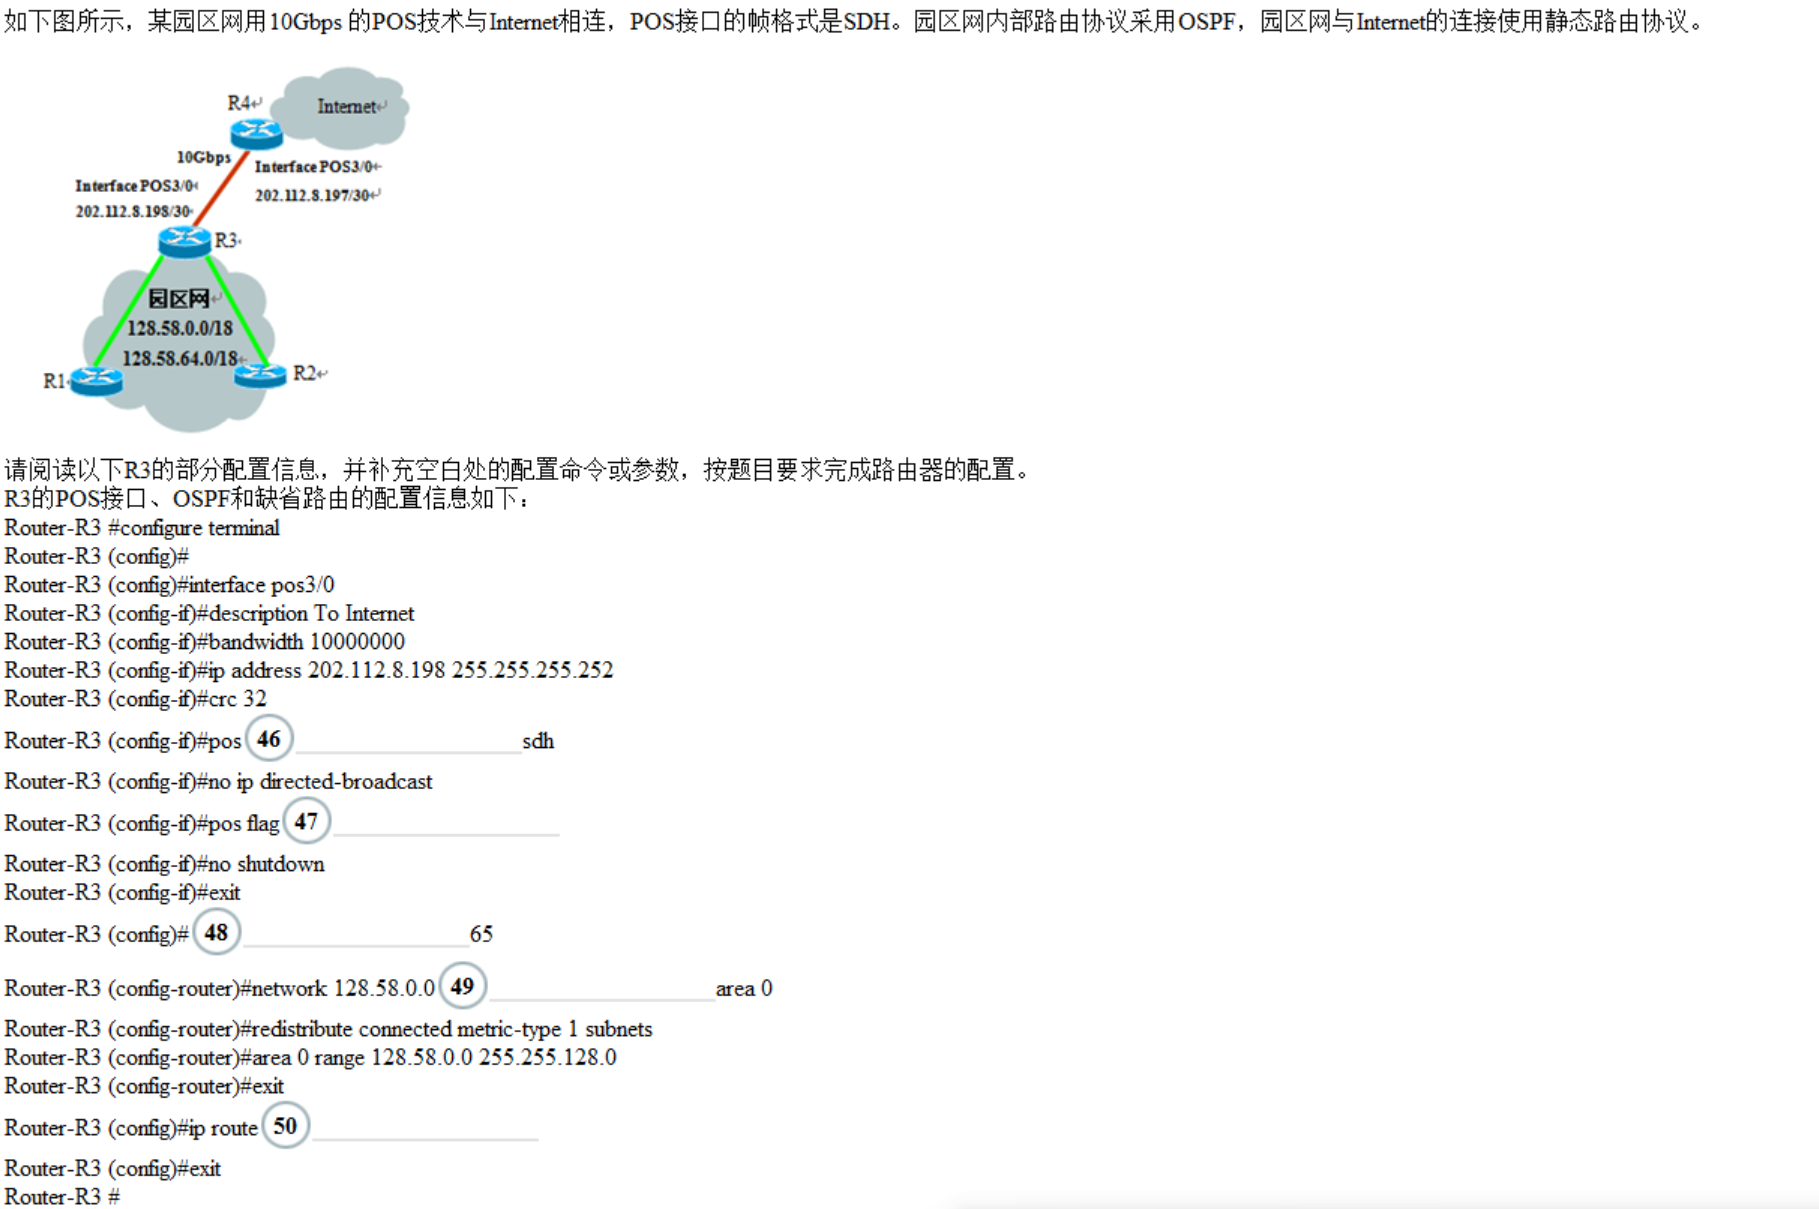 如下图所示，某园区网用10Gbps 的POS技术与Internet相连，POS接口的帧格式是SDH。园区网内部路由协议采用OSPF，园区网与Internet的连接使用静态路由协议。
R4↵
Internet↵
10Gbps
Interface POS3/0↵
202.112.8.197/30↵
Interface POS3/0↵
202.112.8.198/30↵
R3↵
园区网↵
128.58.0.0/18
128.58.64.0/18↵
R1↵
R2↵
请阅读以下R3的部分配置信息，并补充空白处的配置命令或参数，按题目要求完成路由器的配置。
R3的POS接口、OSPF和缺省路由的配置信息如下：
Router-R3 #configure terminal
Router-R3 (config)#
Router-R3 (config)#interface pos3/0
Router-R3 (config-if)#description To Internet
Router-R3 (config-if)#bandwidth 10000000
Router-R3 (config-if)#ip address 202.112.8.198 255.255.255.252
Router-R3 (config-if)#crc 32
Router-R3 (config-if)#pos 46 ____________________ sdh
Router-R3 (config-if)#no ip directed-broadcast
Router-R3 (config-if)#pos flag 47 ____________________
Router-R3 (config-if)#no shutdown
Router-R3 (config-if)#exit
Router-R3 (config)# 48 ____________________ 65
Router-R3 (config-router)#network 128.58.0.0 49 ____________________ area 0
Router-R3 (config-router)#redistribute connected metric-type 1 subnets
Router-R3 (config-router)#area 0 range 128.58.0.0 255.255.128.0
Router-R3 (config-router)#exit
Router-R3 (config)#ip route 50 ____________________
Router-R3 (config)#exit
Router-R3 #